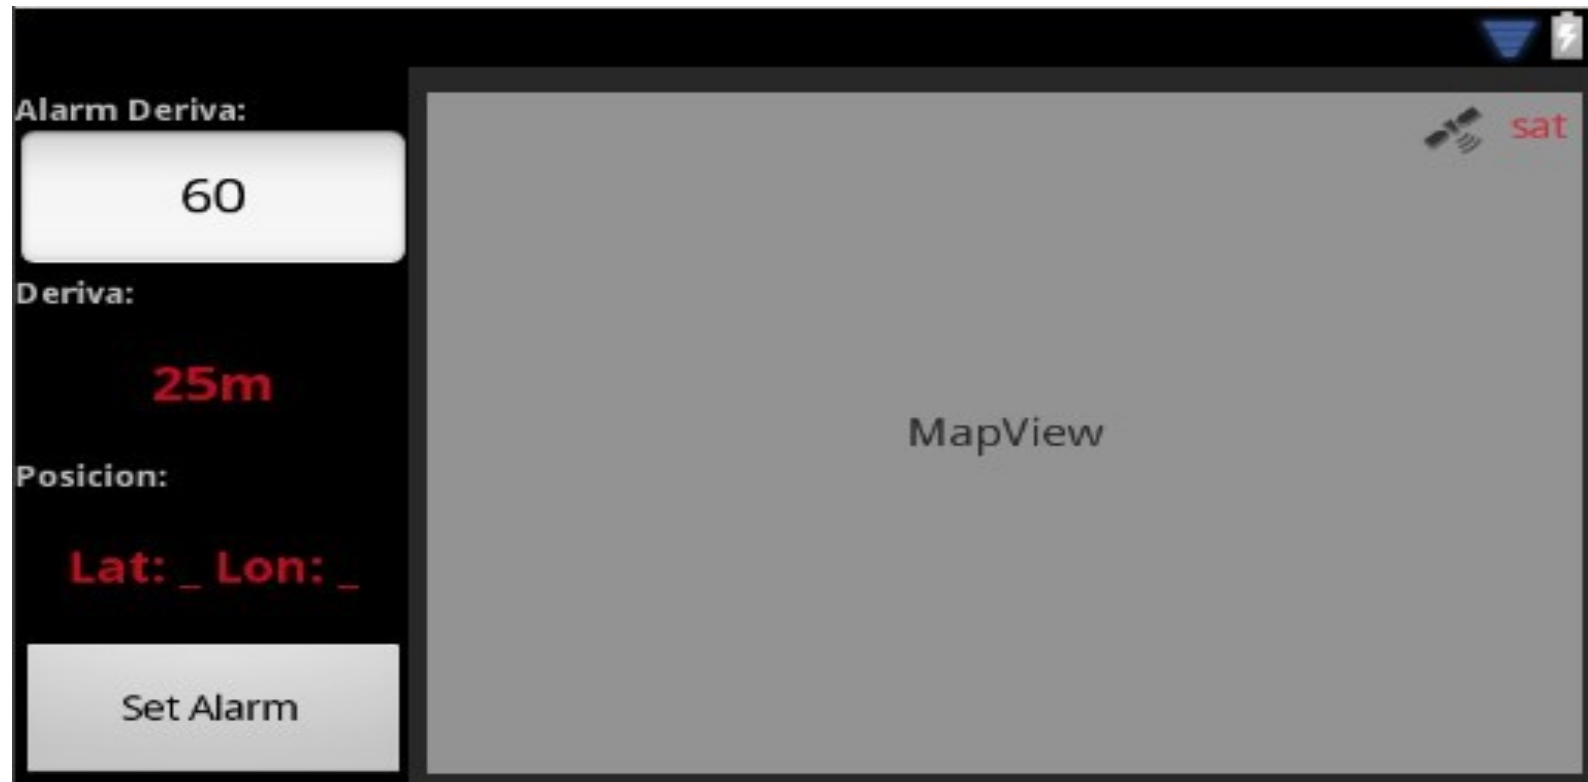 Alarm Deriva:
60
Deriva:
25m
Posicion:
Lat: _ Lon: _
Set Alarm
sat
MapView